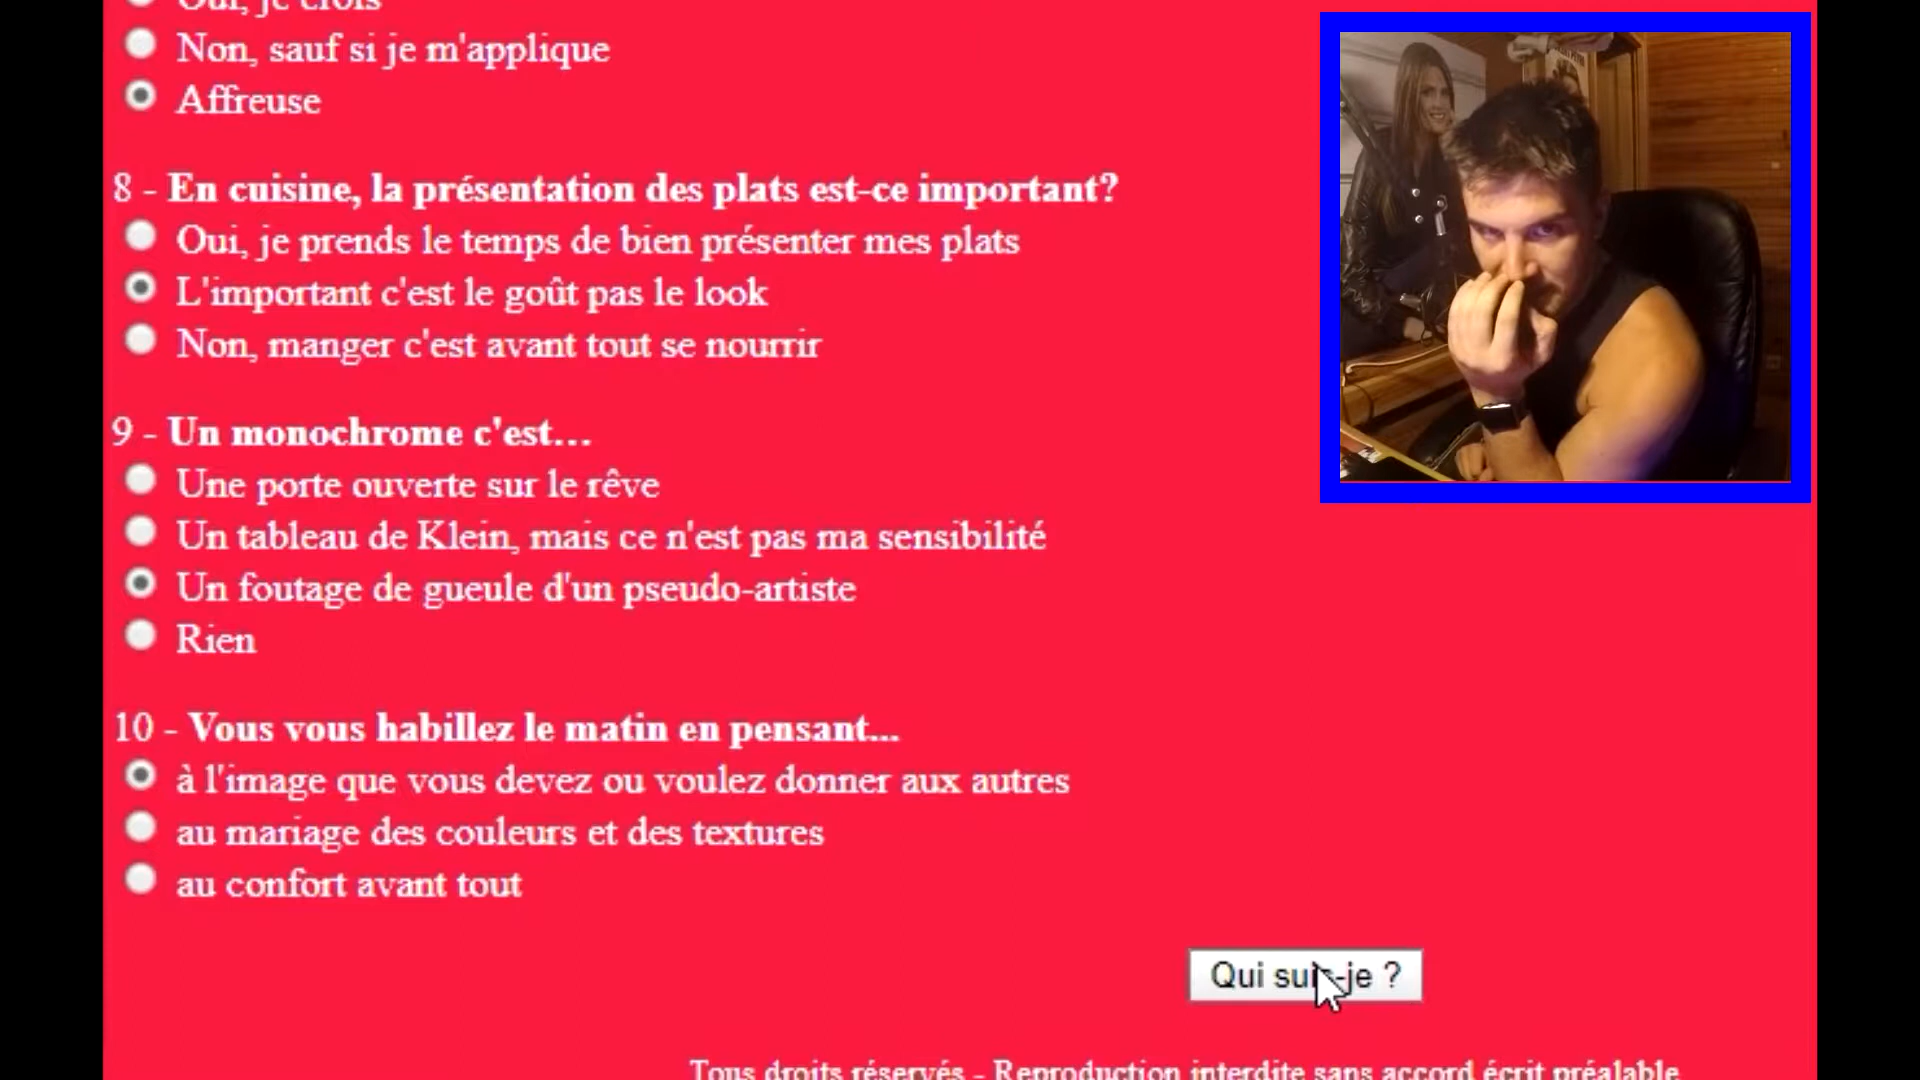 Oui, je crois
Non, sauf si je m'applique
Affreuse
8 - En cuisine, la présentation des plats est-ce important?
Oui, je prends le temps de bien présenter mes plats
L'important c'est le goût pas le look
Non, manger c'est avant tout se nourrir
9 - Un monochrome c'est...
Une porte ouverte sur le rêve
Un tableau de Klein, mais ce n'est pas ma sensibilité
Un foutage de gueule d'un pseudo-artiste
Rien
10 - Vous vous habillez le matin en pensant...
à l'image que vous devez ou voulez donner aux autres
au mariage des couleurs et des textures
au confort avant tout
Qui suis-je ?
Tous droits réservés - Reproduction interdite sans accord écrit préalable